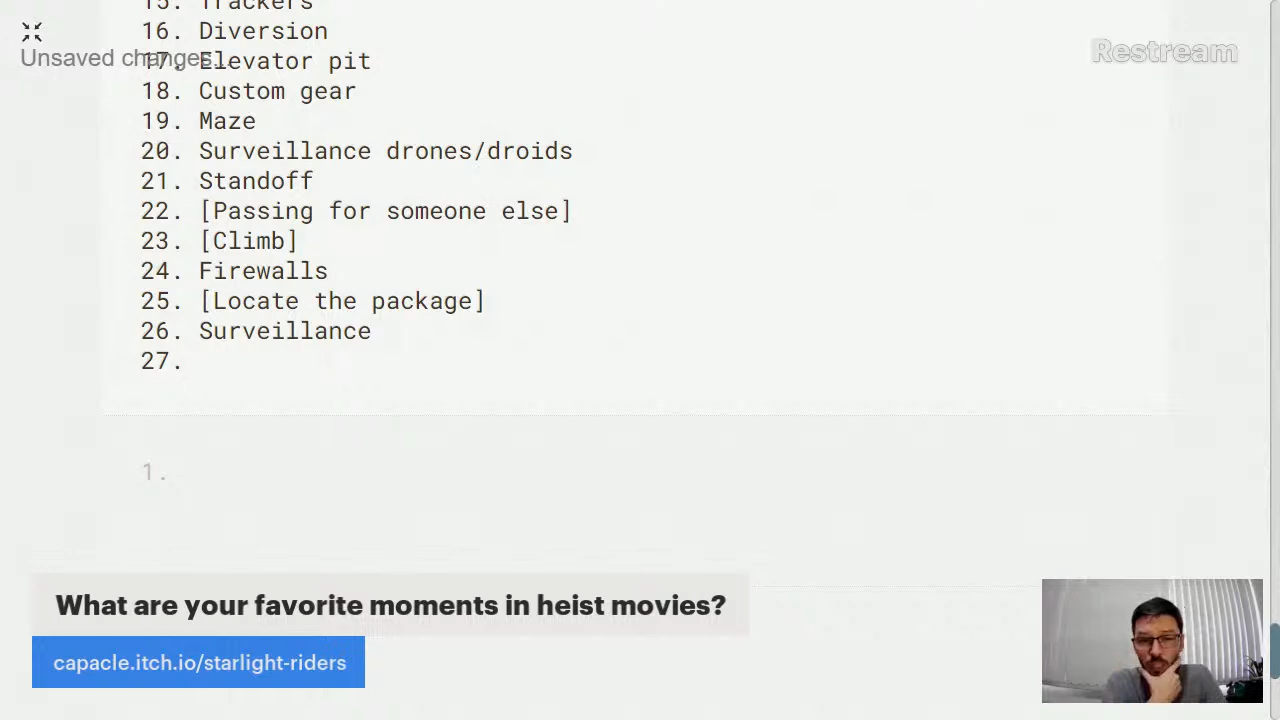 15. Trackers
16. Diversion
Unsaved changes...
17. Elevator pit
18. Custom gear
19. Maze
20. Surveillance drones/droids
21. Standoff
22. [Passing for someone else]
23. [Climb]
24. Firewalls
25. [Locate the package]
26. Surveillance
27.
1.
What are your favorite moments in heist movies?
capacle.itch.io/starlight-riders
Restream